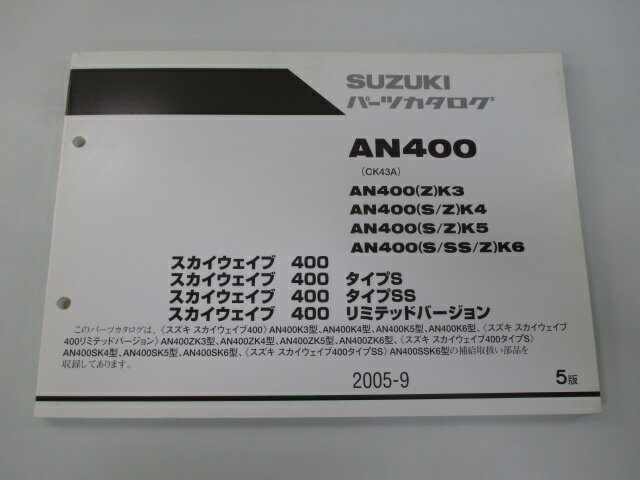 SUZUKI
パーツカタログ
AN400
(CK43A)
AN400(Z)K3
AN400(S/Z)K4
AN400(S/Z)K5
AN400(S/SS/Z)K6
スカイウェイブ 400
スカイウェイブ 400 タイプS
スカイウェイブ 400 タイプSS
スカイウェイブ 400 リミテッドバージョン
このパーツカタログは、《スズキ スカイウェイブ400》AN400K3型、AN400K4型、AN400K5型、AN400K6型、《スズキ スカイウェイブ
400リミテッドバージョン》AN400ZK3型、AN400ZK4型、AN400ZK5型、AN400ZK6型、《スズキ スカイウェイブ400タイプS》
AN400SK4型、AN400SK5型、AN400SK6型、《スズキ スカイウェイブ400タイプSS》AN400SSK6型の補給取扱い部品を
収録してあります。
2005-9
5版